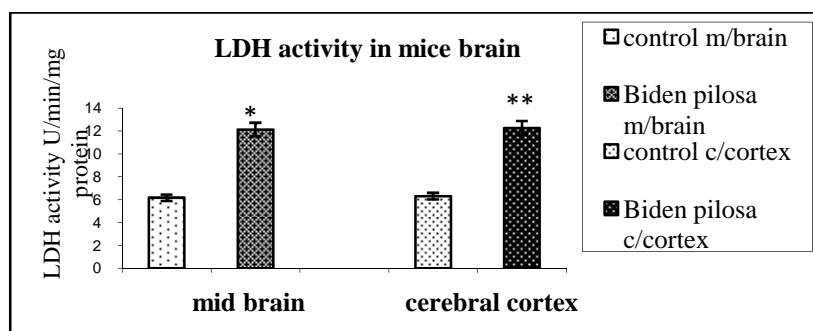 LDH activity in mice brain
LDH activity U/min/mg
protein
14
12
10
8
6
4
2
0
*
**
mid brain
cerebral cortex
control m/brain
Biden pilosa
m/brain
control c/cortex
Biden pilosa
c/cortex